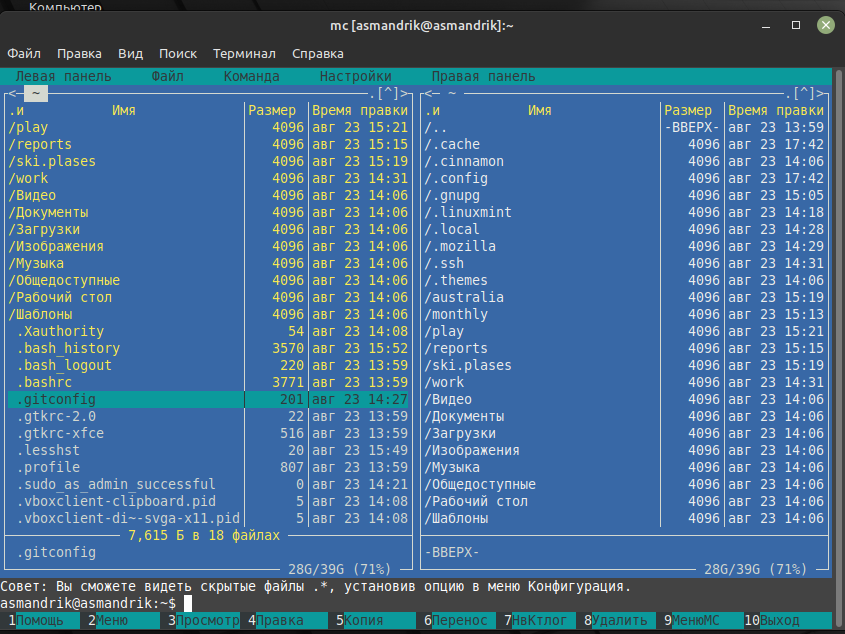 Компьютер
mc [asmandrik@asmandrik]:~
Файл Правка Вид Поиск Терминал Справка
Левая панель Файл Команда Настройки Правая панель
<─ ~ ─.[^]> <─ ~ ─.[^]>
.и Имя Размер Время правки .и Имя Размер Время правки
/play 4096 авг 23 15:21 /.. -ВВЕРХ- авг 23 13:59
/reports 4096 авг 23 15:15 /.cache 4096 авг 23 17:42
/ski.plases 4096 авг 23 15:19 /.cinnamon 4096 авг 23 14:06
/work 4096 авг 23 14:31 /.config 4096 авг 23 17:42
/Видео 4096 авг 23 14:06 /.gnupg 4096 авг 23 15:05
/Документы 4096 авг 23 14:06 /.linuxmint 4096 авг 23 14:18
/Загрузки 4096 авг 23 14:06 /.local 4096 авг 23 14:28
/Изображения 4096 авг 23 14:06 /.mozilla 4096 авг 23 14:29
/Музыка 4096 авг 23 14:06 /.ssh 4096 авг 23 14:31
/Общедоступные 4096 авг 23 14:06 /.themes 4096 авг 23 14:06
/Рабочий стол 4096 авг 23 14:06 /australia 4096 авг 23 15:19
/Шаблоны 4096 авг 23 14:06 /monthly 4096 авг 23 15:13
.Xauthority 54 авг 23 14:08 /play 4096 авг 23 15:21
.bash_history 3570 авг 23 15:52 /reports 4096 авг 23 15:15
.bash_logout 220 авг 23 13:59 /ski.plases 4096 авг 23 15:19
.bashrc 3771 авг 23 13:59 /work 4096 авг 23 14:31
.gitconfig 201 авг 23 14:27 /Видео 4096 авг 23 14:06
.gtkrc-2.0 22 авг 23 13:59 /Документы 4096 авг 23 14:06
.gtkrc-xfce 516 авг 23 13:59 /Загрузки 4096 авг 23 14:06
.lesshst 20 авг 23 15:49 /Изображения 4096 авг 23 14:06
.profile 807 авг 23 13:59 /Музыка 4096 авг 23 14:06
.sudo_as_admin_successful 0 авг 23 14:21 /Общедоступные 4096 авг 23 14:06
.vboxclient-clipboard.pid 5 авг 23 14:08 /Рабочий стол 4096 авг 23 14:06
.vboxclient-di~-svga-x11.pid 5 авг 23 14:08 /Шаблоны 4096 авг 23 14:06
7,615 Б в 18 файлах
.gitconfig -ВВЕРХ-
28G/39G (71%) 28G/39G (71%)
Совет: Вы сможете видеть скрытые файлы .*, установив опцию в меню Конфигурация.
asmandrik@asmandrik:~$
1Помощь 2Меню 3Просмотр 4Правка 5Копия 6Перенос 7НвКтлог 8Удалить 9МенюMC 10Выход